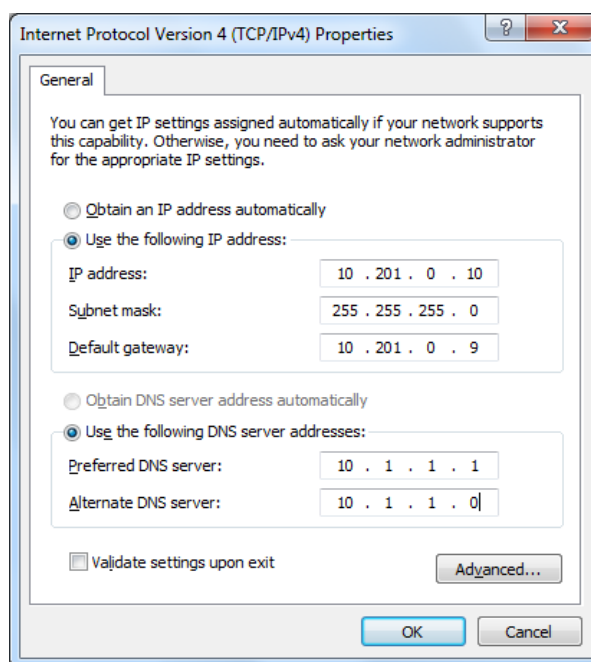 Internet Protocol Version 4 (TCP/IPv4) Properties
General
You can get IP settings assigned automatically if your network supports
this capability. Otherwise, you need to ask your network administrator
for the appropriate IP settings.
Obtain an IP address automatically
Use the following IP address:
IP address: 10 . 201 . 0 . 10
Subnet mask: 255 . 255 . 255 . 0
Default gateway: 10 . 201 . 0 . 9
Obtain DNS server address automatically
Use the following DNS server addresses:
Preferred DNS server: 10 . 1 . 1 . 1
Alternate DNS server: 10 . 1 . 1 . 0
Validate settings upon exit
Advanced...
OK Cancel